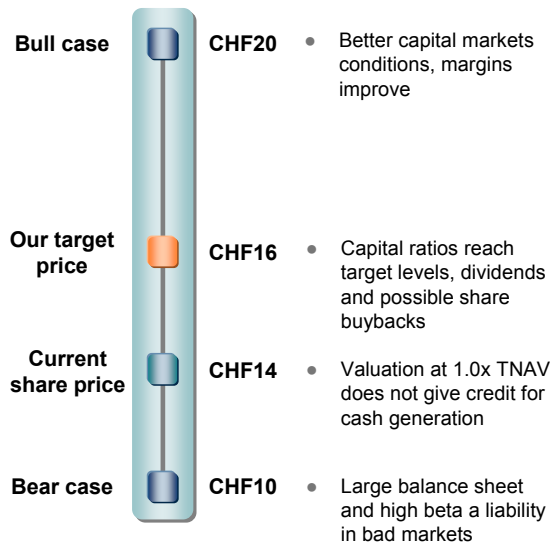 Bull case
CHF20
• Better capital markets
conditions, margins
improve
Our target
price
CHF16
• Capital ratios reach
target levels, dividends
and possible share
buybacks
Current
share price
CHF14
• Valuation at 1.0x TNAV
does not give credit for
cash generation
Bear case
CHF10
• Large balance sheet
and high beta a liability
in bad markets